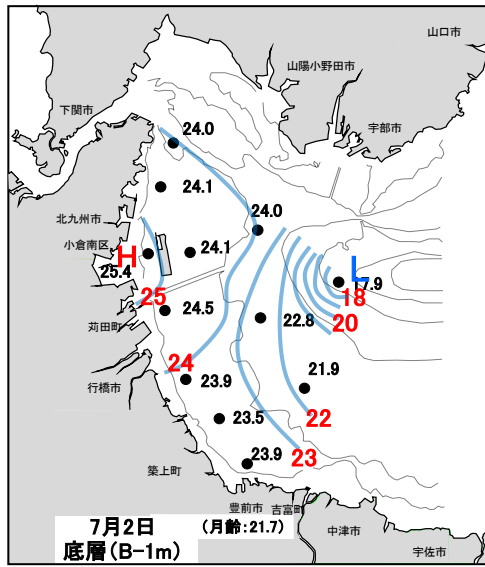 山口市
山陽小野田市
下関市
宇部市
24.0
24.1
24.0
北九州市
小倉南区
H
24.1
L
25.4
17.9
25
18
苅田町
24.5
22.8
20
24
行橋市
23.9
21.9
23.5
22
23.9
23
築上町
豊前市
吉富町
7月2日
(月齢:21.7)
中津市
底層(B-1m)
宇佐市